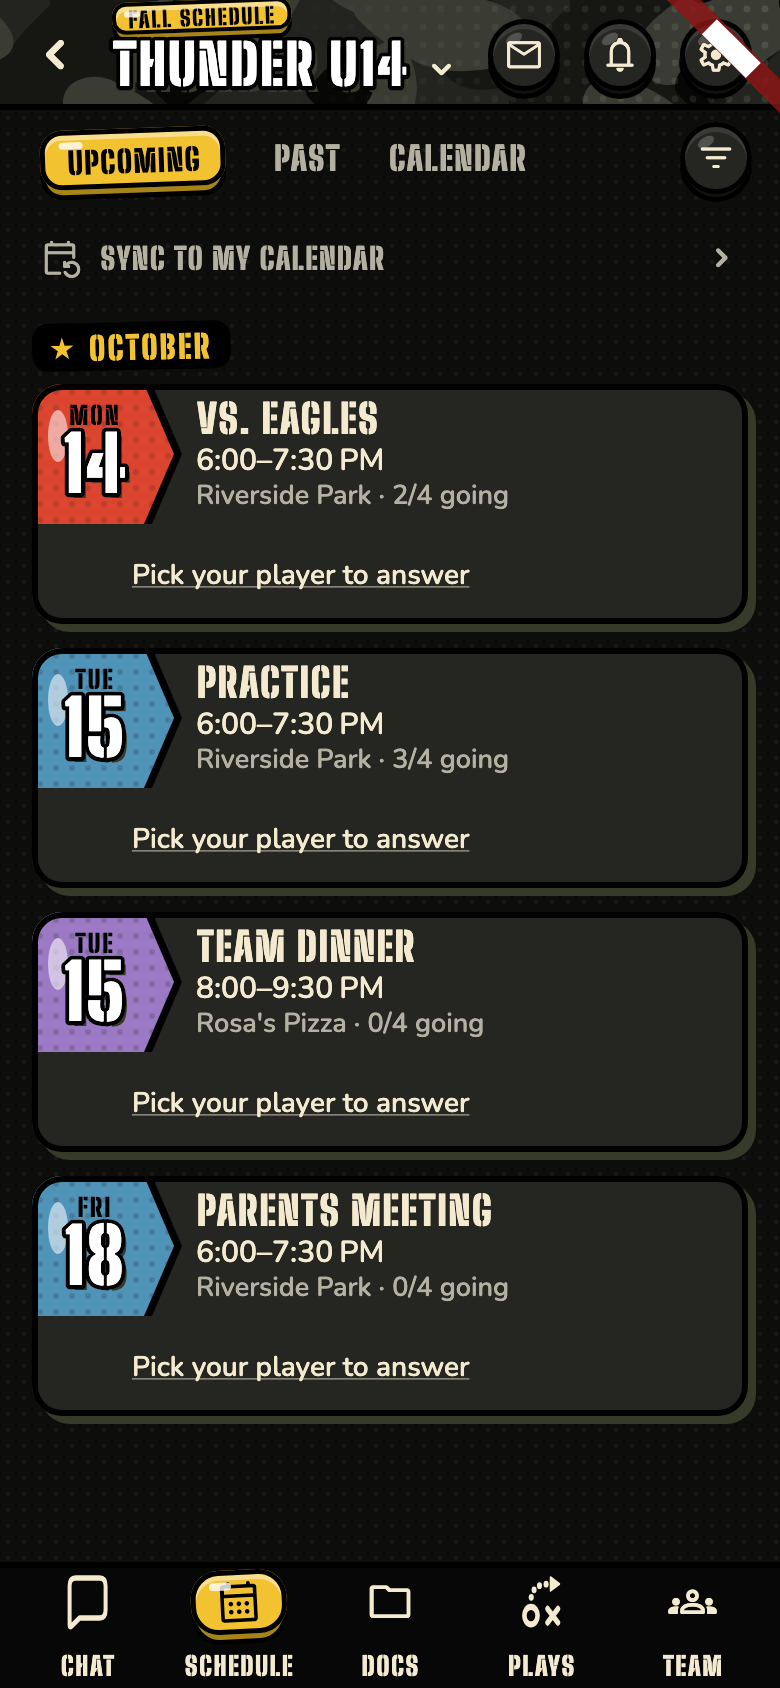 FALL SCHEDULE
THUNDER U14
UPCOMING
PAST
CALENDAR
SYNC TO MY CALENDAR
★ OCTOBER
MON
14
VS. EAGLES
6:00–7:30 PM
Riverside Park · 2/4 going
Pick your player to answer
TUE
15
PRACTICE
6:00–7:30 PM
Riverside Park · 3/4 going
Pick your player to answer
TUE
15
TEAM DINNER
8:00–9:30 PM
Rosa's Pizza · 0/4 going
Pick your player to answer
FRI
18
PARENTS MEETING
6:00–7:30 PM
Riverside Park · 0/4 going
Pick your player to answer
CHAT
SCHEDULE
DOCS
PLAYS
TEAM